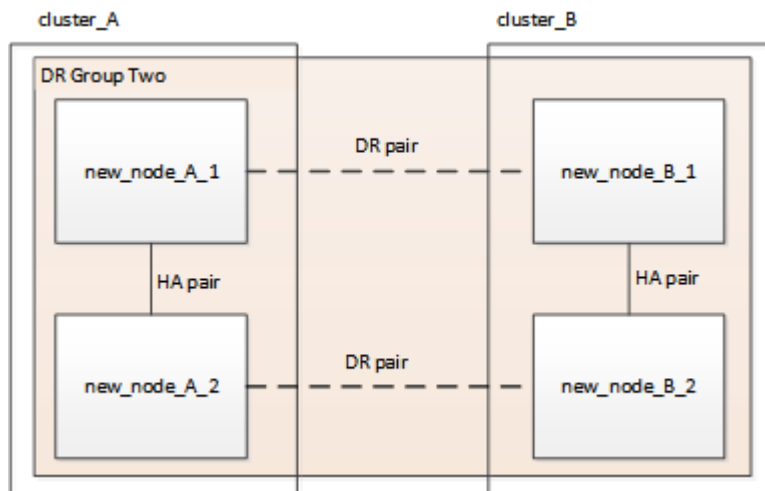 cluster_A
cluster_B
DR Group Two
DR pair
new_node_A_1
new_node_B_1
HA pair
HA pair
DR pair
new_node_A_2
new_node_B_2